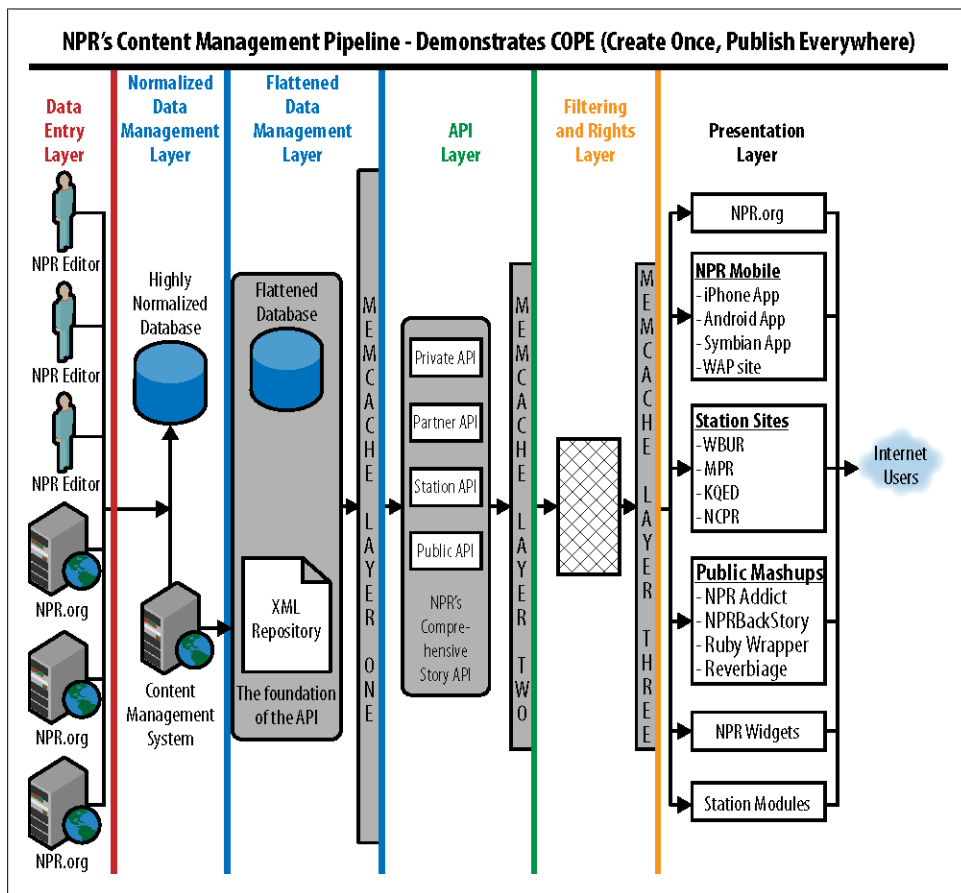 NPR's Content Management Pipeline - Demonstrates COPE (Create Once, Publish Everywhere)
Data
Entry
Layer
Normalized
Data
Management
Layer
Flattened
Data
Management
Layer
API
Layer
Filtering
and Rights
Layer
Presentation
Layer
NPR Editor
NPR Editor
NPR Editor
NPR.org
NPR.org
NPR.org
Highly
Normalized
Database
Content
Management
System
Flattened
Database
XML
Repository
The foundation
of the API
MEMCACHE LAYER ONE
Private API
Partner API
Station API
Public API
NPR's
Compre-
hensive
Story API
MEMCACHE LAYER TWO
MEMCACHE LAYER THREE
NPR.org
NPR Mobile
- iPhone App
- Android App
- Symbian App
- WAP site
Station Sites
- WBUR
- MPR
- KQED
- NCPR
Public Mashups
- NPR Addict
- NPRBackStory
- Ruby Wrapper
- Reverbiage
NPR Widgets
Station Modules
Internet
Users